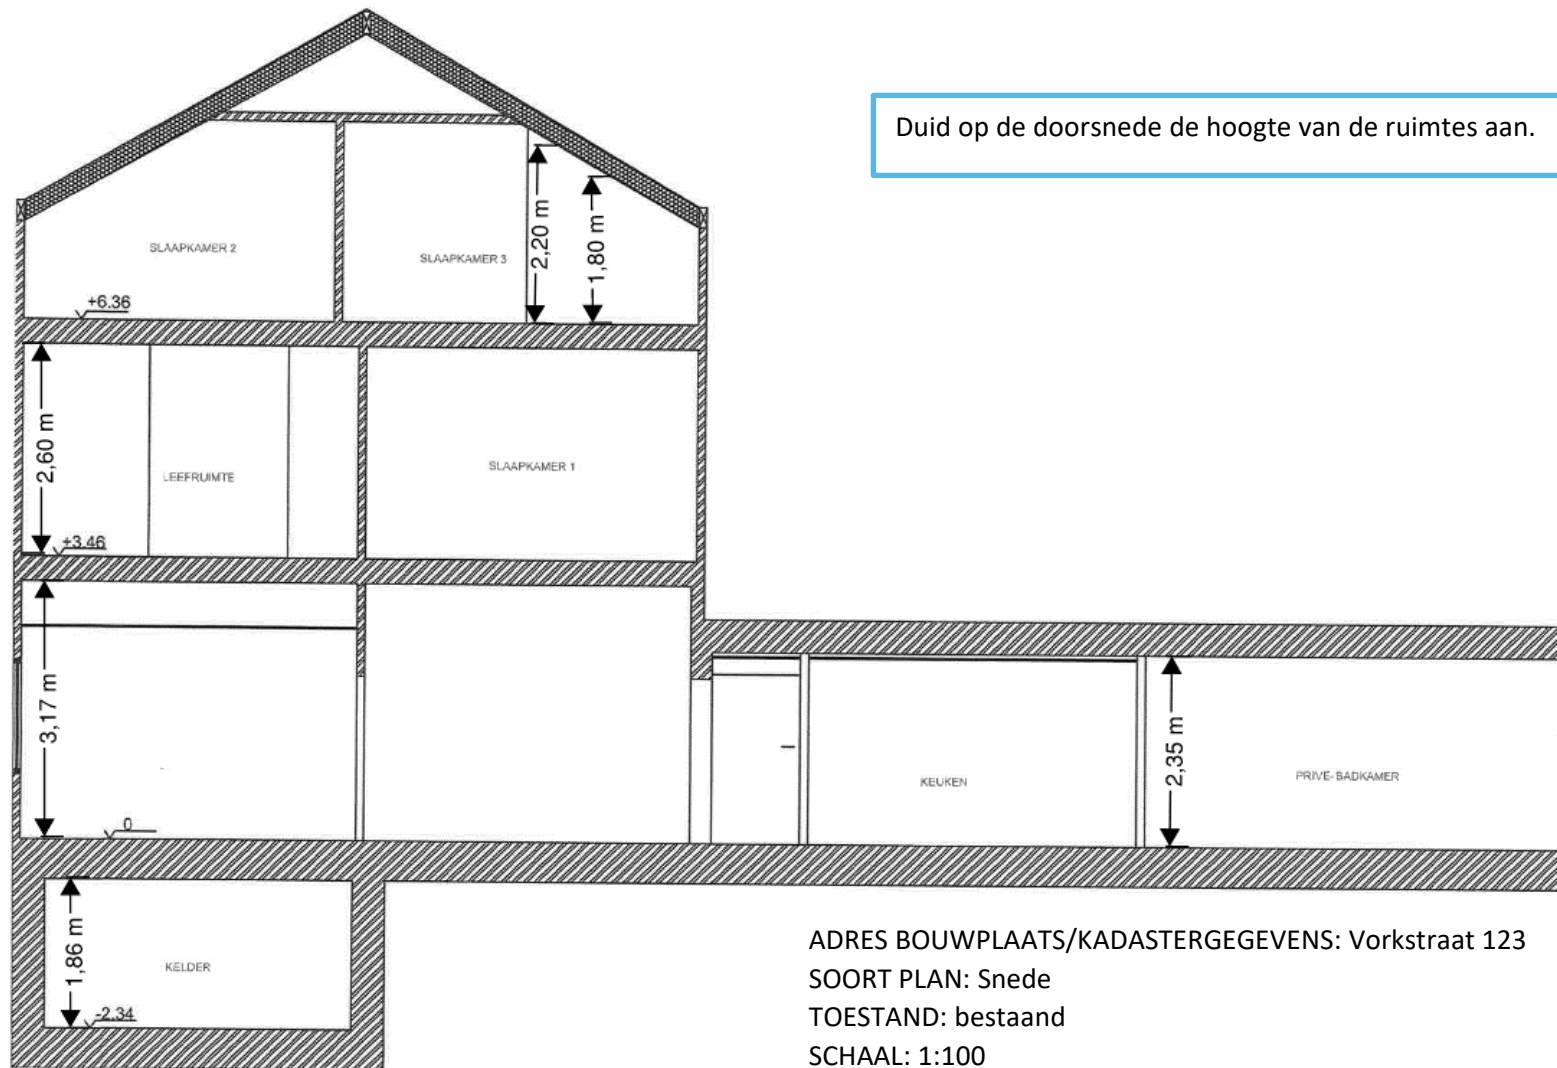 Duid op de doorsnede de hoogte van de ruimtes aan.
2,20 m
1,80 m
SLAAPKAMER 2
SLAAPKAMER 3
+6.36
2,60 m
LEEFRUIMTE
SLAAPKAMER 1
+3.46
3,17 m
2,35 m
KEUKEN
PRIVE-BADKAMER
0
1,86 m
KELDER
-2.34
ADRES BOUWPLAATS/KADASTERGEGEVENS: Vorkstraat 123
SOORT PLAN: Snede
TOESTAND: bestaand
SCHAAL: 1:100